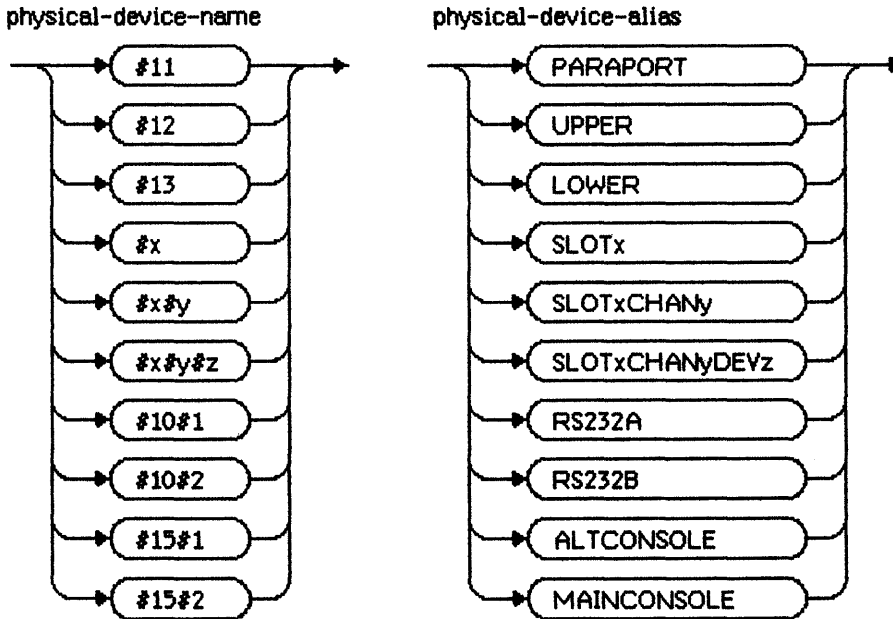 physical-device-name physical-device-alias
#11 PARAPORT
#12 UPPER
#13 LOWER
#x SLOTx
#x#y SLOTxCHANy
#x#y#z SLOTxCHANyDEVz
#10#1 RS232A
#10#2 RS232B
#15#1 ALTCONSOLE
#15#2 MAINCONSOLE